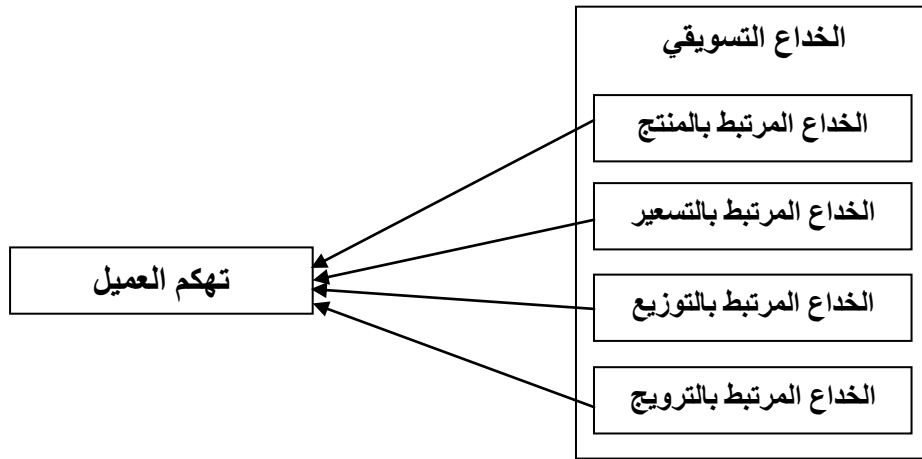 الخداع التسويقي
الخداع المرتبط بالمنتج
الخداع المرتبط بالتسعير
الخداع المرتبط بالتوزيع
الخداع المرتبط بالترويج
تهكم العميل